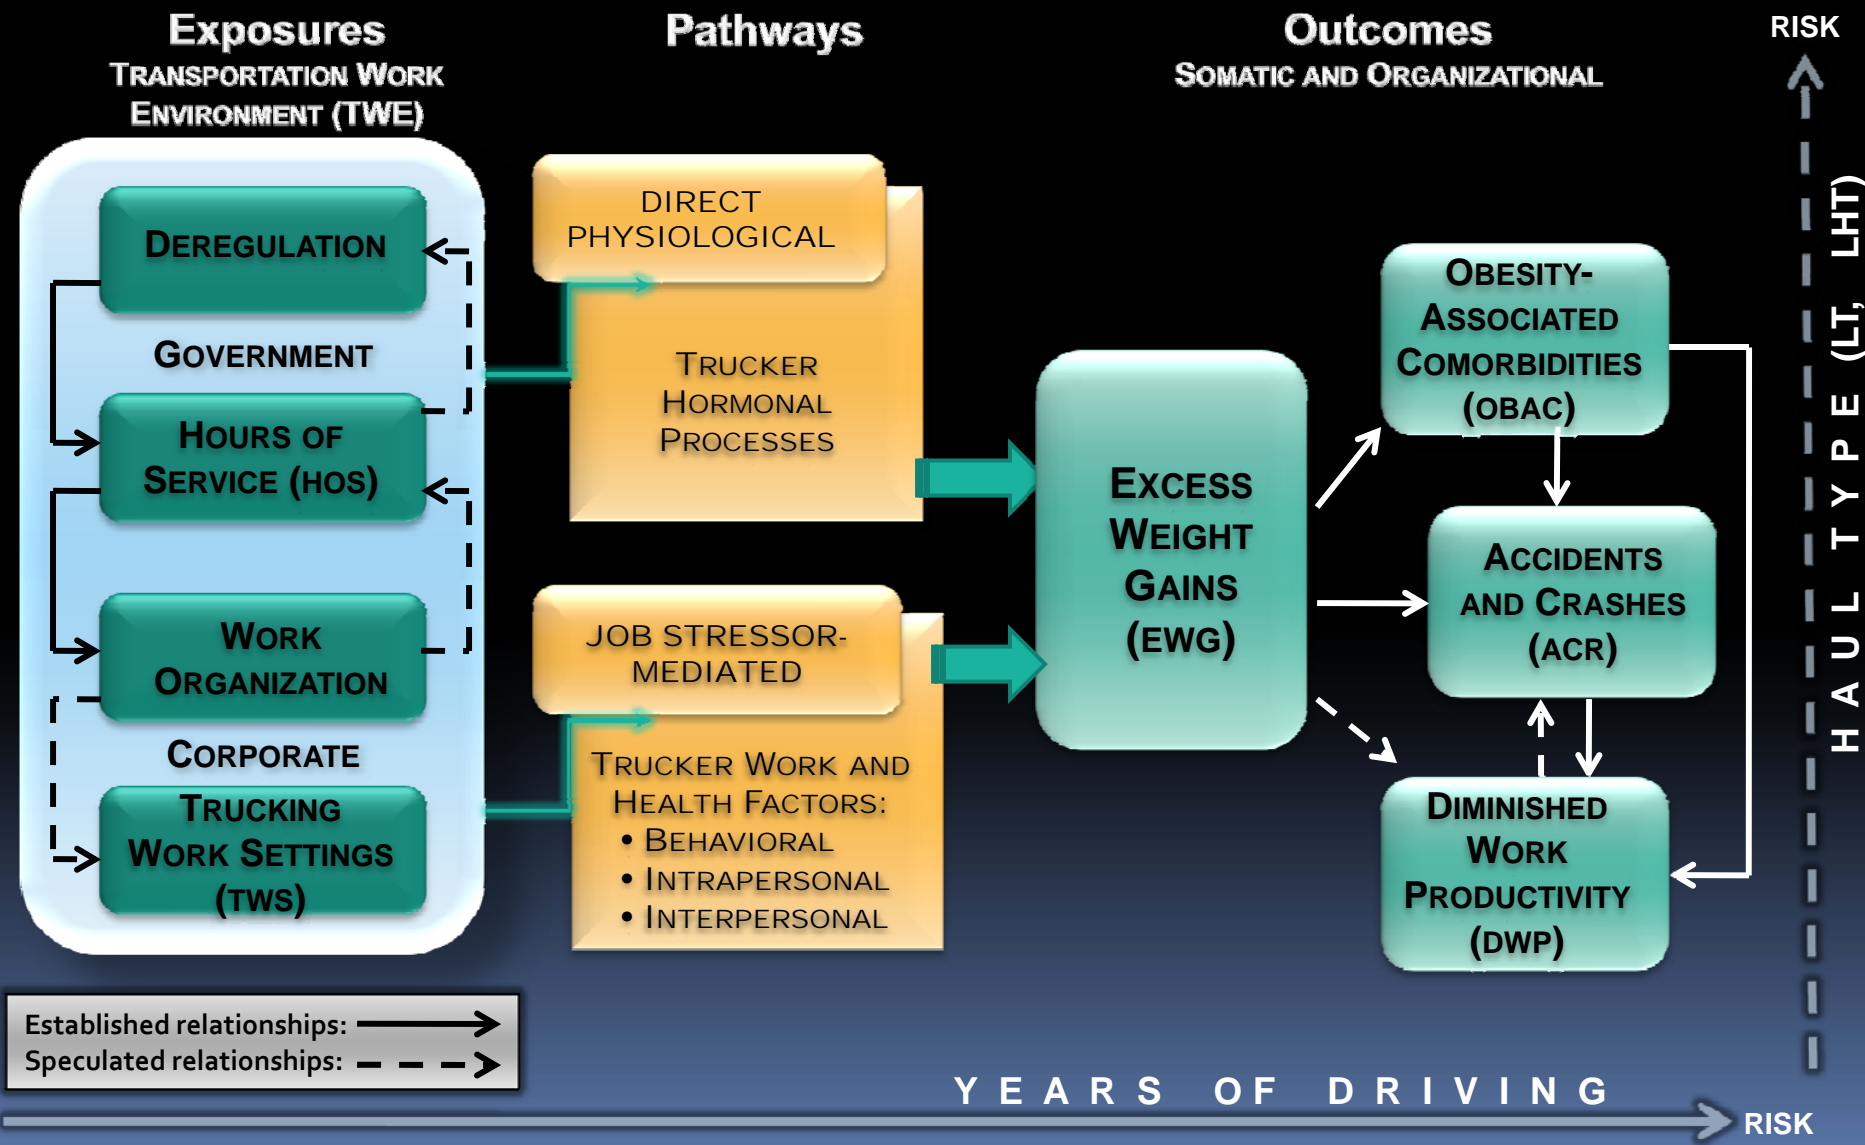 Exposures
TRANSPORTATION WORK
ENVIRONMENT (TWE)
DEREGULATION
GOVERNMENT
HOURS OF
SERVICE (HOS)
WORK
ORGANIZATION
CORPORATE
TRUCKING
WORK SETTINGS
(TWS)
Pathways
DIRECT
PHYSIOLOGICAL
TRUCKER
HORMONAL
PROCESSES
JOB STRESSOR-
MEDIATED
TRUCKER WORK AND
HEALTH FACTORS:
• BEHAVIORAL
• INTRAPERSONAL
• INTERPERSONAL
Outcomes
SOMATIC AND ORGANIZATIONAL
EXCESS
WEIGHT
GAINS
(EWG)
OBESITY-
ASSOCIATED
COMORBIDITIES
(OBAC)
ACCIDENTS
AND CRASHES
(ACR)
DIMINISHED
WORK
PRODUCTIVITY
(DWP)
RISK
HAUL TYPE (LT, LHT)
Established relationships:
Speculated relationships:
YEARS OF DRIVING
RISK